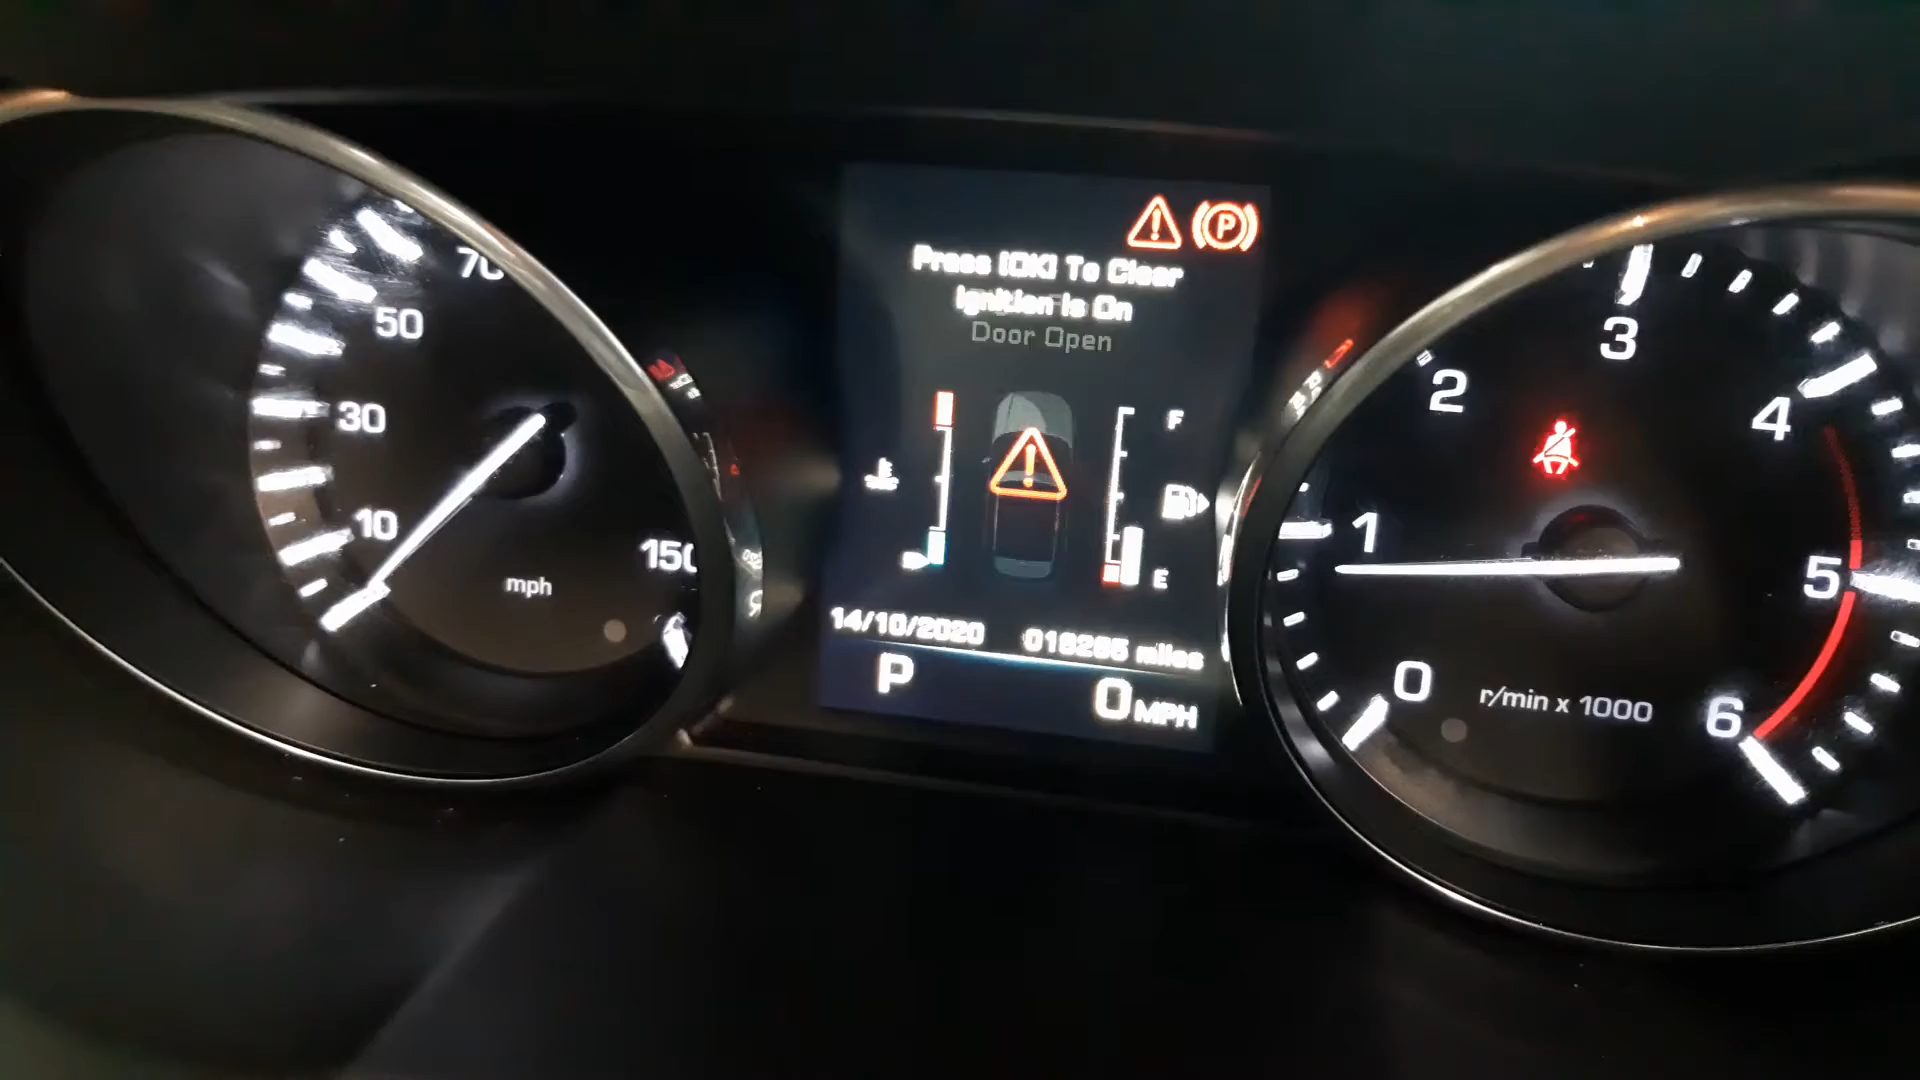 Press [OK] To Clear
Ignition Is On
Door Open
70
50
30
10
150
mph
F
E
14/10/2020
miles
P
0 MPH
0
1
2
3
4
5
6
r/min x 1000
P